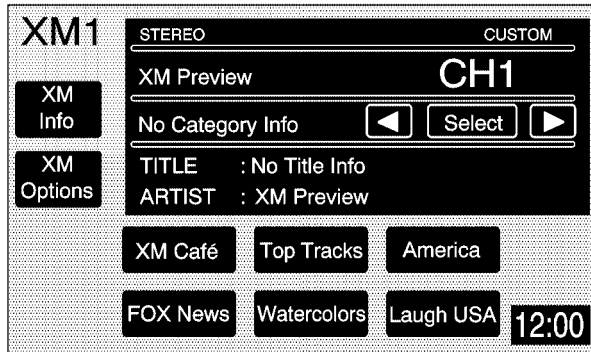 XM1
STEREO CUSTOM
XM Preview CH1
XM
Info
No Category Info Select
XM
Options
TITLE : No Title Info
ARTIST : XM Preview
XM Café Top Tracks America
FOX News Watercolors Laugh USA 12:00